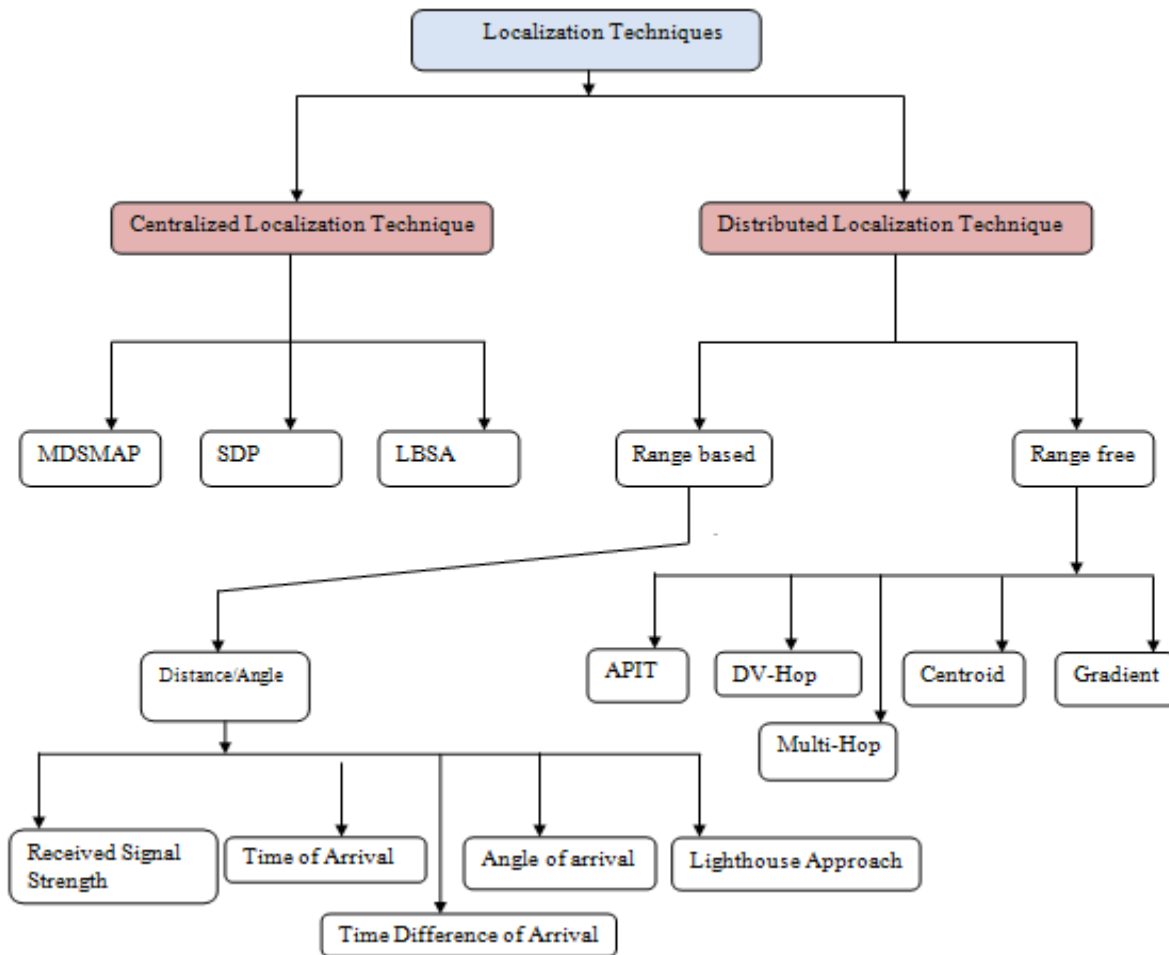 Localization Techniques
Centralized Localization Technique
Distributed Localization Technique
MDSMAP
SDP
LBSA
Range based
Range free
Distance/Angle
APIT
DV-Hop
Centroid
Gradient
Multi-Hop
Received Signal
Strength
Time of Arrival
Angle of arrival
Lighthouse Approach
Time Difference of Arrival